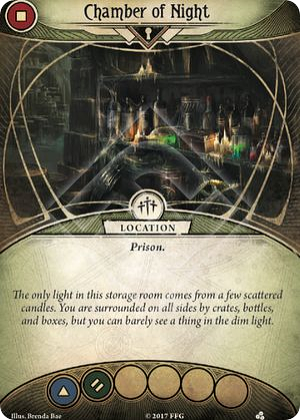 Chamber of Night
LOCATION
Prison.
The only light in this storage room comes from a few scattered
candles. You are surrounded on all sides by crates, bottles,
and boxes, but you can barely see a thing in the dim light.
Illus. Brenda Bae
© 2017 FFG